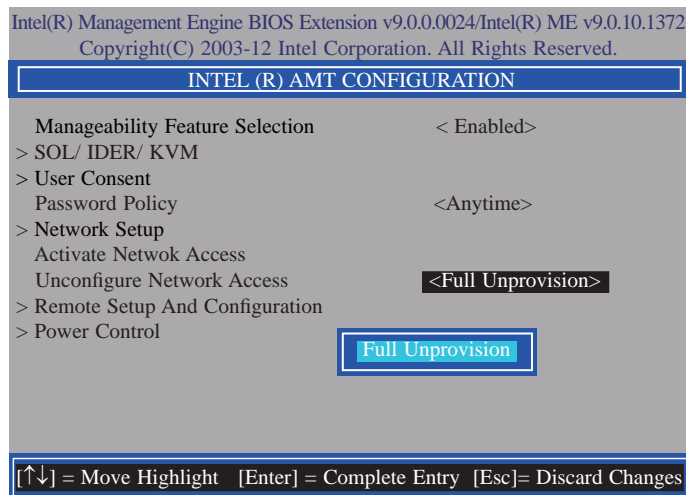 Intel(R) Management Engine BIOS Extension v9.0.0.0024/Intel(R) ME v9.0.10.1372
Copyright(C) 2003-12 Intel Corporation. All Rights Reserved.
INTEL (R) AMT CONFIGURATION
Manageability Feature Selection < Enabled>
> SOL/ IDER/ KVM
> User Consent
Password Policy <Anytime>
> Network Setup
Activate Netwok Access
Unconfigure Network Access <Full Unprovision>
> Remote Setup And Configuration
> Power Control
Full Unprovision
[↑↓] = Move Highlight [Enter] = Complete Entry [Esc]= Discard Changes